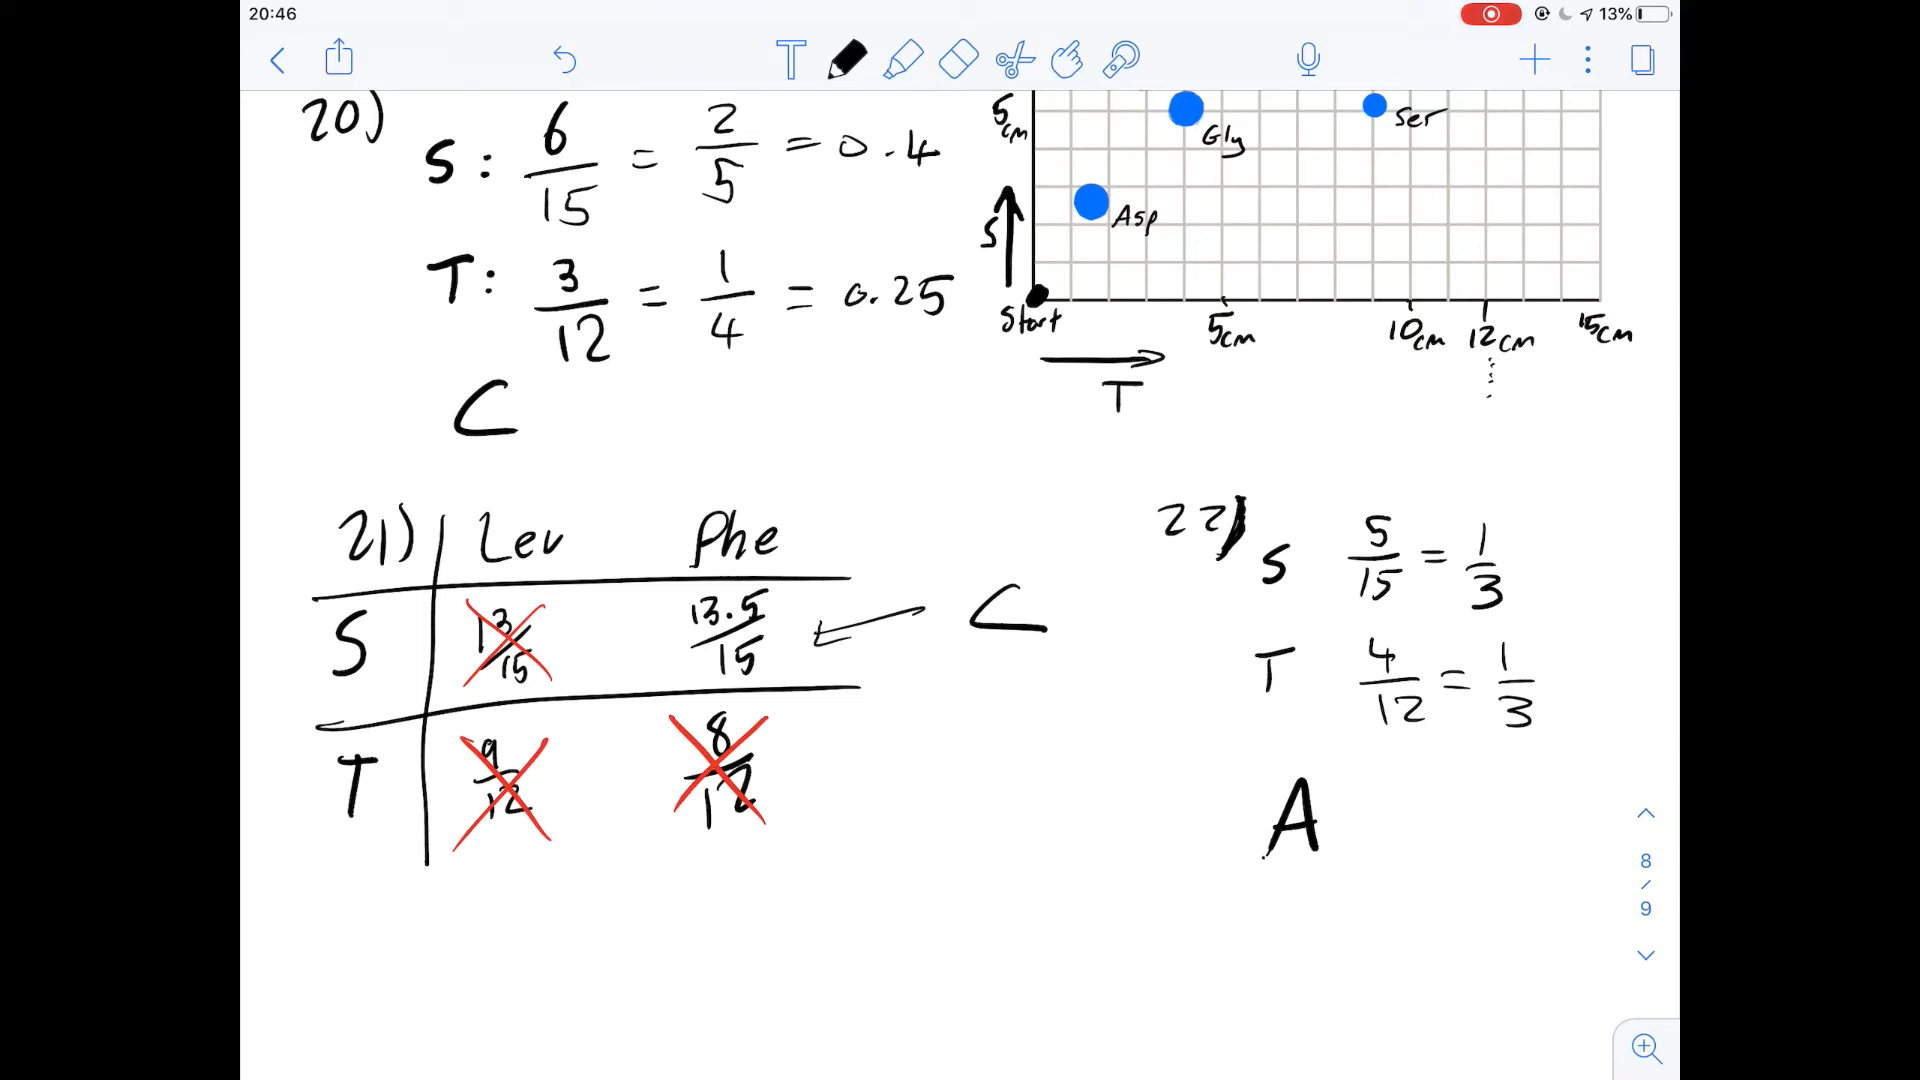 20:46
13%
20)
S: 6/15 = 2/5 = 0.4
T: 3/12 = 1/4 = 0.25
C
5cm
Gly
Ser
Asp
S
Start
5cm
10cm
12cm
15cm
T
21) Leu Phe
S 13/15 13.5/15
C
T 9/12 8/12
22)
S 5/15 = 1/3
T 4/12 = 1/3
A
8
/
9